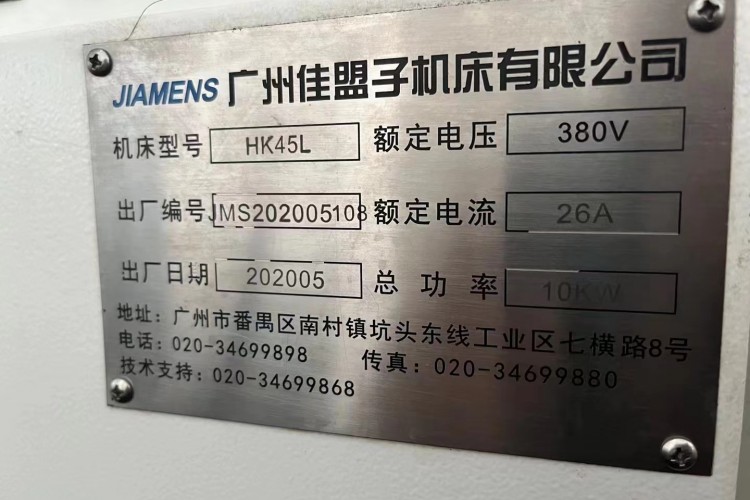 JIAMENS 广州佳盟子机床有限公司
机床型号 HK45L 额定电压 380V
出厂编号 JMS202005108 额定电流 26A
出厂日期 202005 总功率 10KW
地址：广州市番禺区南村镇坑头东线工业区七横路8号
电话：020-34699898 传真：020-34699880
技术支持：020-34699868